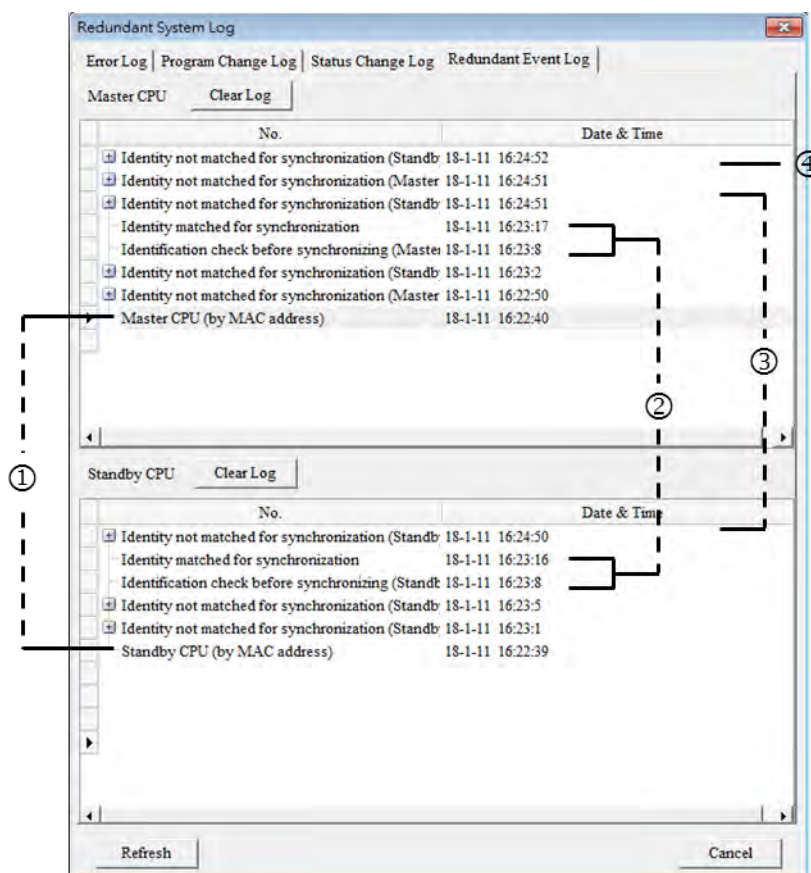 Redundant System Log
Error Log Program Change Log Status Change Log Redundant Event Log
Master CPU Clear Log
No. Date & Time
Identity not matched for synchronization (Standb 18-1-11 16:24:52
④
Identity not matched for synchronization (Master 18-1-11 16:24:51
Identity not matched for synchronization (Standb 18-1-11 16:24:51
Identity matched for synchronization 18-1-11 16:23:17
Identification check before synchronizing (Master 18-1-11 16:23:8
Identity not matched for synchronization (Standb 18-1-11 16:23:2
Identity not matched for synchronization (Master 18-1-11 16:22:50
Master CPU (by MAC address) 18-1-11 16:22:40
③
②
①
Standby CPU Clear Log
No. Date & Time
Identity not matched for synchronization (Standb 18-1-11 16:24:50
Identity matched for synchronization 18-1-11 16:23:16
Identification check before synchronizing (Standb 18-1-11 16:23:8
Identity not matched for synchronization (Standb 18-1-11 16:23:5
Identity not matched for synchronization (Standb 18-1-11 16:23:1
Standby CPU (by MAC address) 18-1-11 16:22:39
Refresh Cancel